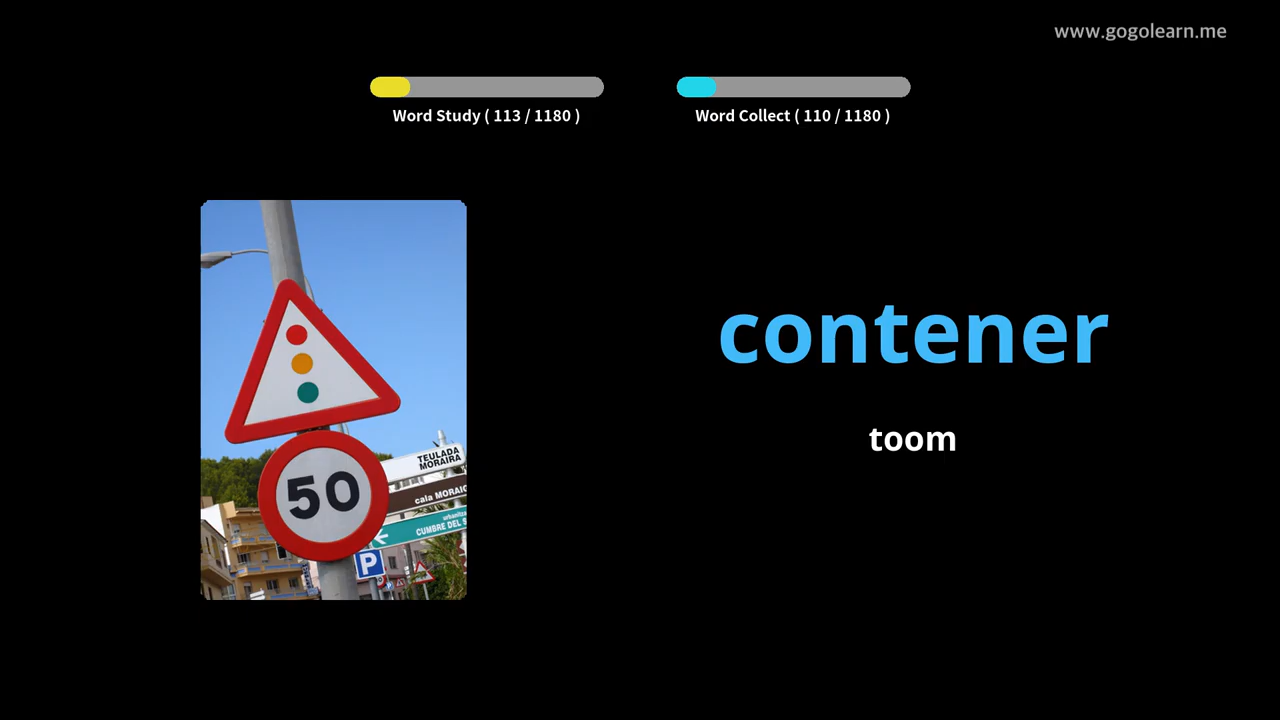 www.gogolearn.me
Word Study ( 113 / 1180 )
Word Collect ( 110 / 1180 )
contener
toom
50
TEULADA
MORAIRA
cala MORAIG
CUMBRE DEL S
P